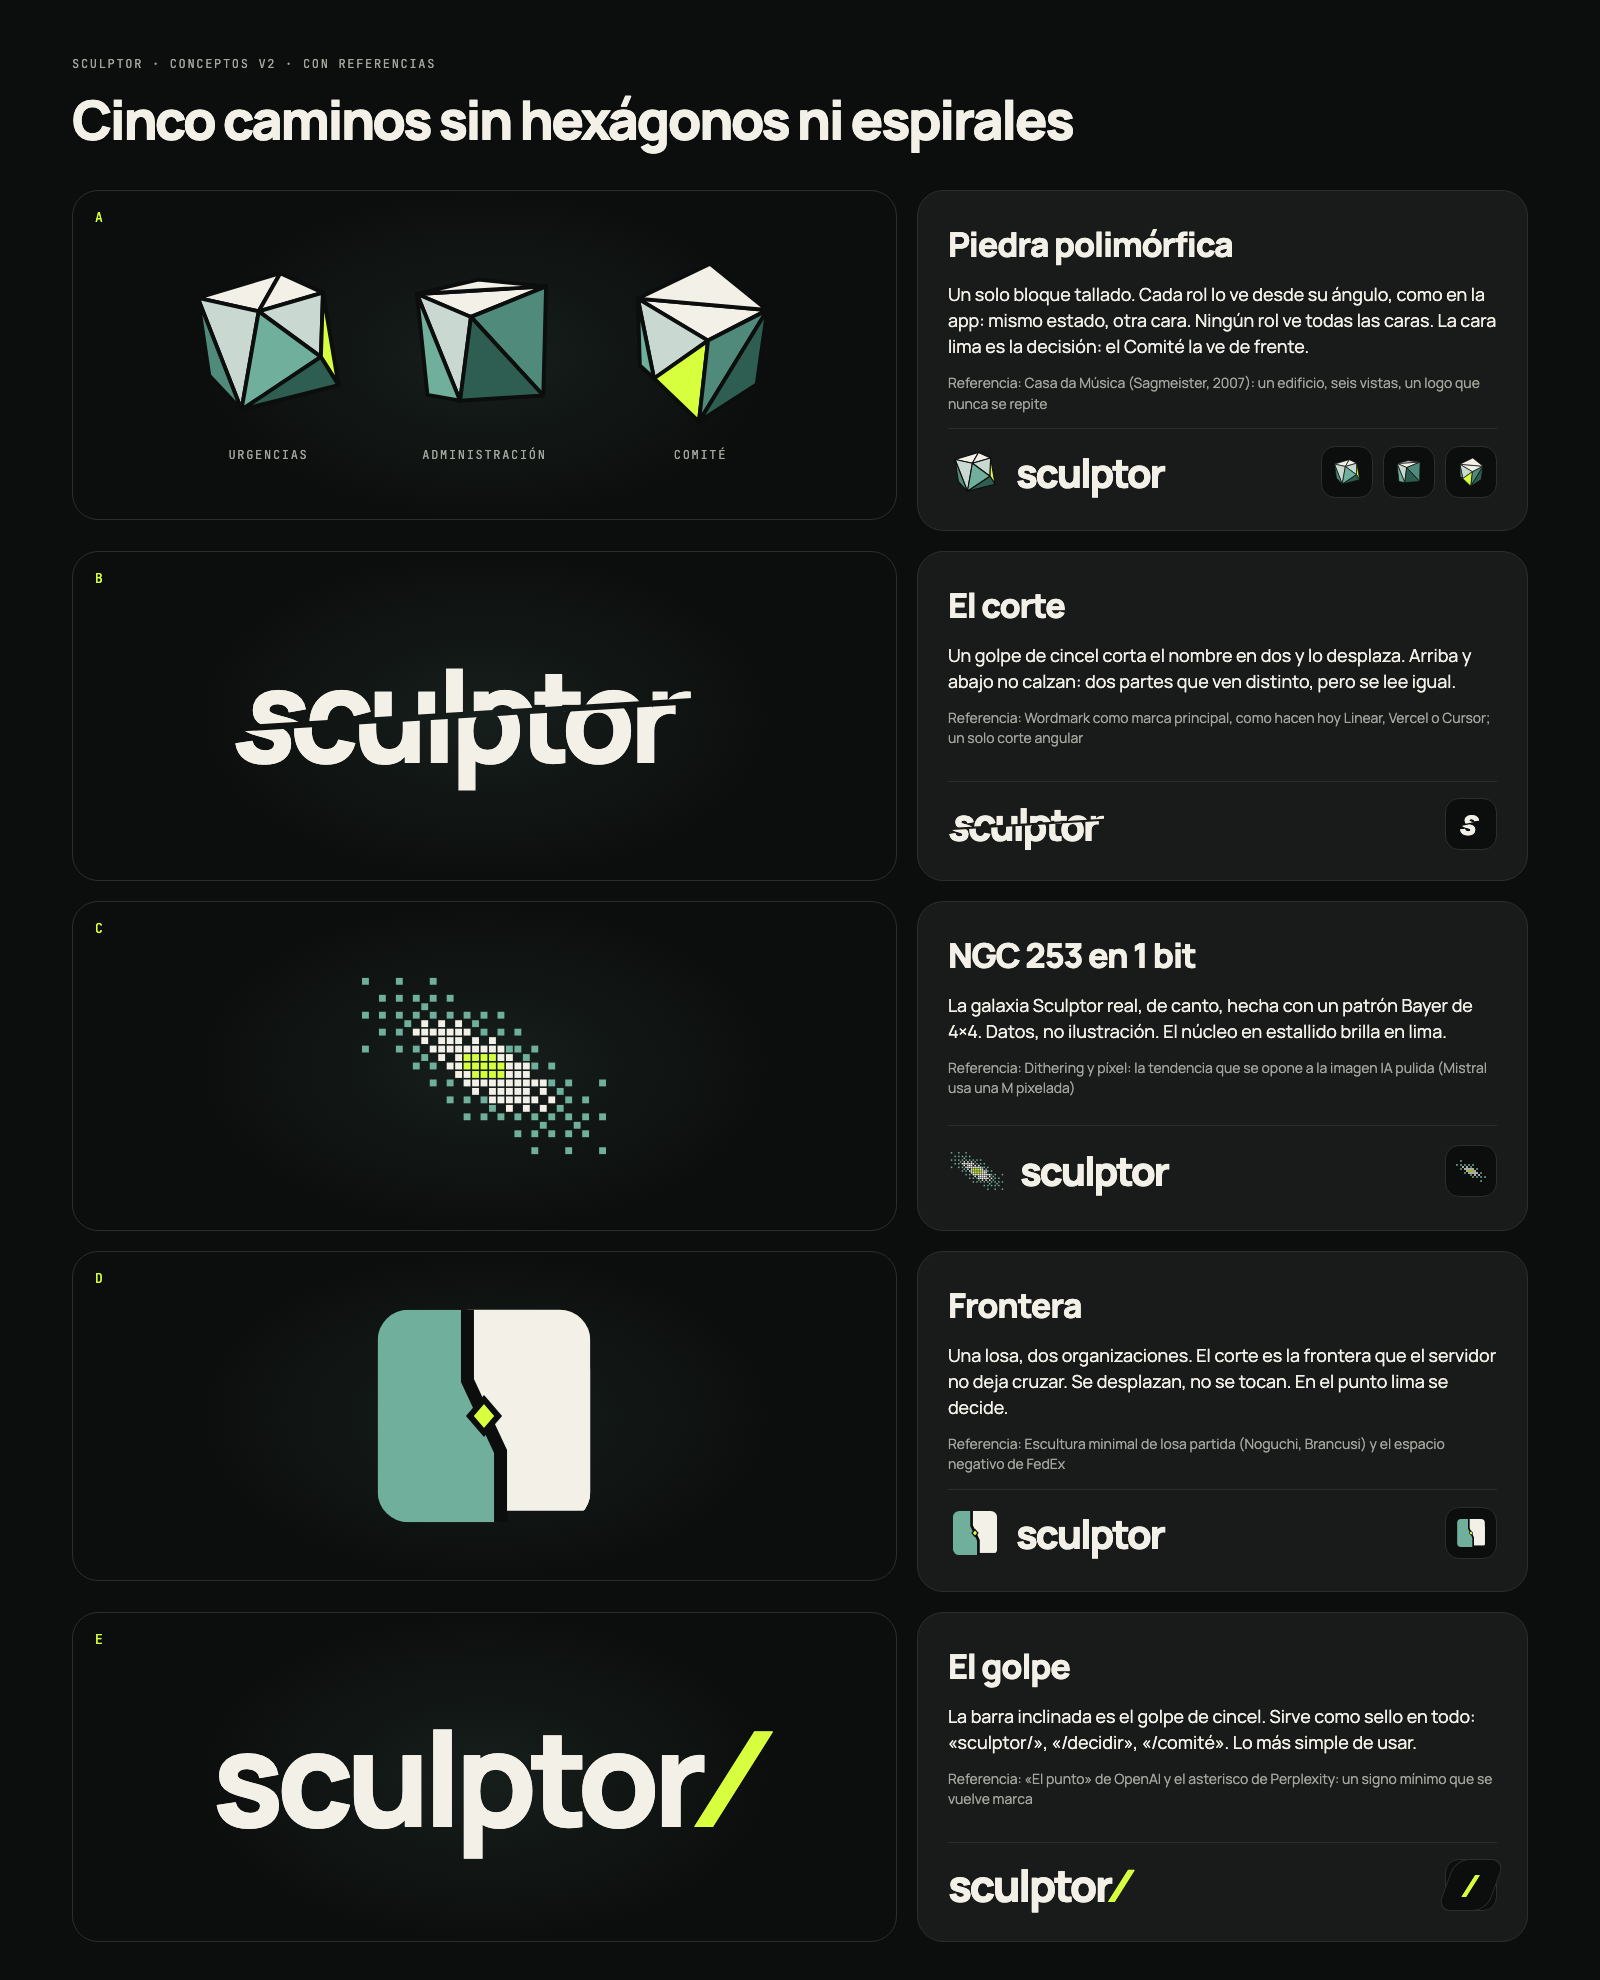 SCULPTOR · CONCEPTOS V2 · CON REFERENCIAS
Cinco caminos sin hexágonos ni espirales
A
URGENCIAS
ADMINISTRACIÓN
COMITÉ
Piedra polimórfica
Un solo bloque tallado. Cada rol lo ve desde su ángulo, como en la
app: mismo estado, otra cara. Ningún rol ve todas las caras. La cara
lima es la decisión: el Comité la ve de frente.
Referencia: Casa da Música (Sagmeister, 2007): un edificio, seis vistas, un logo que
nunca se repite
sculptor
B
sculptor
El corte
Un golpe de cincel corta el nombre en dos y lo desplaza. Arriba y
abajo no calzan: dos partes que ven distinto, pero se lee igual.
Referencia: Wordmark como marca principal, como hacen hoy Linear, Vercel o Cursor;
un solo corte angular
sculptor
s
C
NGC 253 en 1 bit
La galaxia Sculptor real, de canto, hecha con un patrón Bayer de
4×4. Datos, no ilustración. El núcleo en estallido brilla en lima.
Referencia: Dithering y píxel: la tendencia que se opone a la imagen IA pulida (Mistral
usa una M pixelada)
sculptor
D
Frontera
Una losa, dos organizaciones. El corte es la frontera que el servidor
no deja cruzar. Se desplazan, no se tocan. En el punto lima se
decide.
Referencia: Escultura minimal de losa partida (Noguchi, Brancusi) y el espacio
negativo de FedEx
sculptor
E
sculptor/
El golpe
La barra inclinada es el golpe de cincel. Sirve como sello en todo:
«sculptor/», «/decidir», «/comité». Lo más simple de usar.
Referencia: «El punto» de OpenAI y el asterisco de Perplexity: un signo mínimo que se
vuelve marca
sculptor/
/